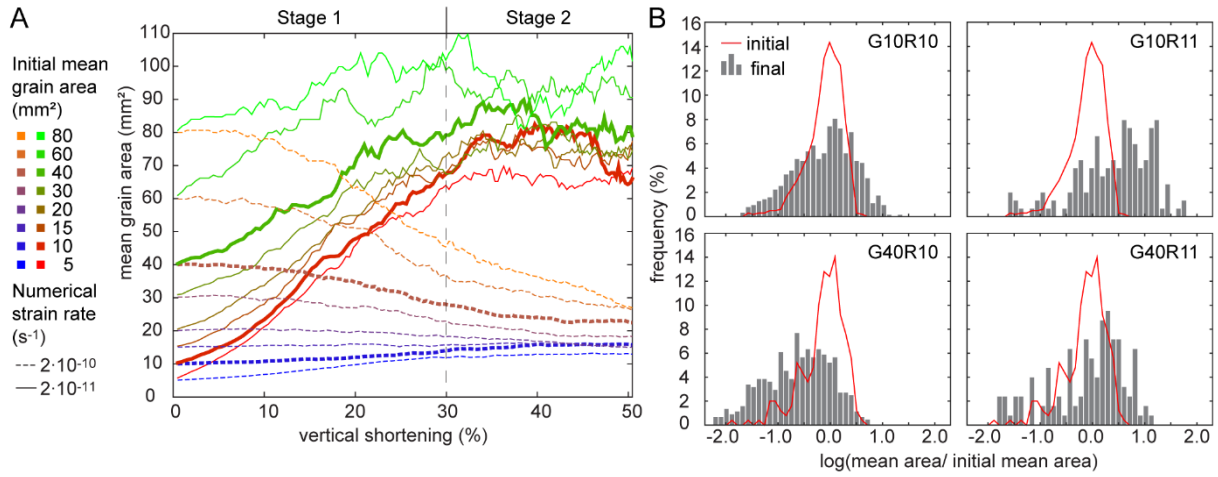 A
Stage 1
Stage 2
Initial mean
grain area
(mm²)
80
60
40
30
20
15
10
5
Numerical
strain rate
(s-1)
2·10-10
2·10-11
mean grain area (mm²)
110
100
90
80
70
60
50
40
30
20
10
0
0
10
20
30
40
50
vertical shortening (%)
B
frequency (%)
16
14
12
10
8
6
4
2
0
initial
final
G10R10
G10R11
16
14
12
10
8
6
4
2
0
G40R10
G40R11
-2.0
-1.0
0.0
1.0
2.0
-2.0
-1.0
0.0
1.0
2.0
log(mean area/ initial mean area)